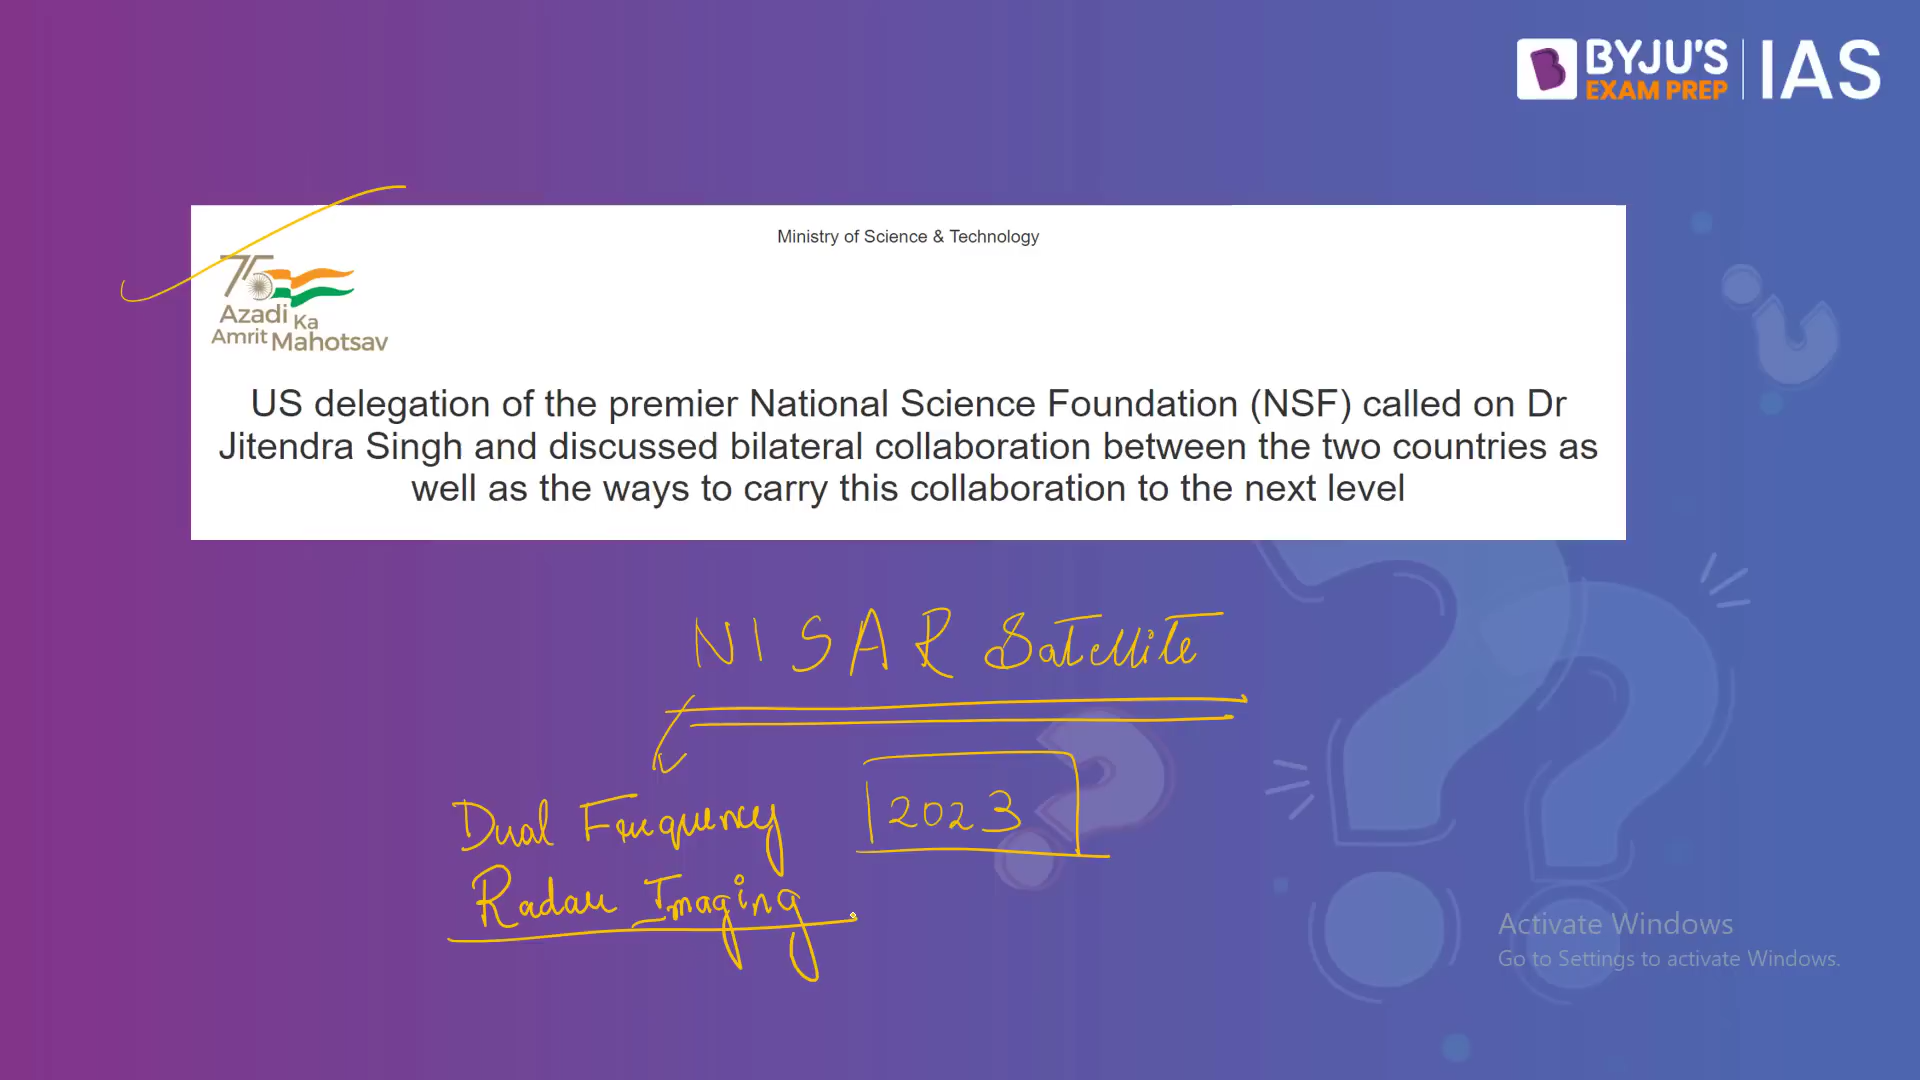 BYJU'S
EXAM PREP
IAS
Ministry of Science & Technology
75
Azadi Ka
Amrit Mahotsav
US delegation of the premier National Science Foundation (NSF) called on Dr
Jitendra Singh and discussed bilateral collaboration between the two countries as
well as the ways to carry this collaboration to the next level
NISAR Satellite
Dual Frequency
2023
Radar Imaging
Activate Windows
Go to Settings to activate Windows.